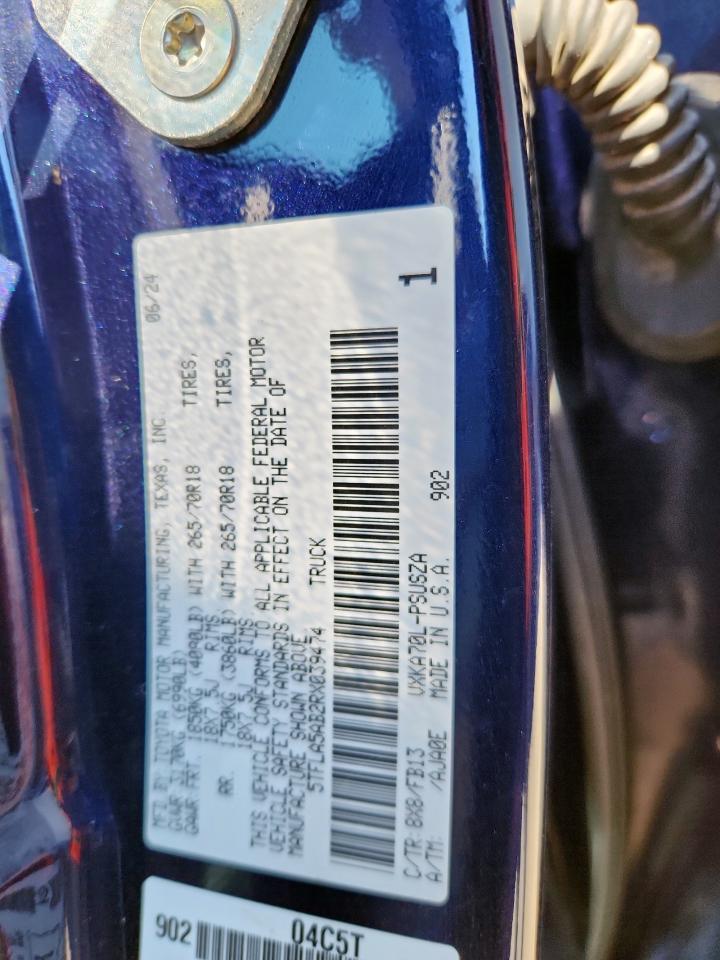 MFD BY TOYOTA MOTOR MANUFACTURING, TEXAS, INC. 06/24
GVWR 3170KG (6990LB)
GAWR FRT. 1850KG (4090LB) WITH 265/70R18 TIRES,
18X7.5J RIMS
RR. 1750KG (3860LB) WITH 265/70R18 TIRES,
18X7.5J RIMS
THIS VEHICLE CONFORMS TO ALL APPLICABLE FEDERAL MOTOR
VEHICLE SAFETY STANDARDS IN EFFECT ON THE DATE OF
MANUFACTURE SHOWN ABOVE
5TFLA5AB2RX039474 TRUCK
1
C/TR:8X8/FB13 VXKA70L-PSUSZA
A/TM: /AJA0E MADE IN U.S.A. 902
902 04C5T